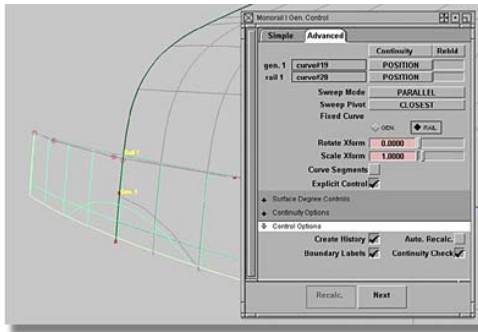 Monorail I Gen. Control
Simple Advanced
Continuity Rebld
gen. 1 curve#19 POSITION
rail 1 curve#20 POSITION
Sweep Mode PARALLEL
Sweep Pivot CLOSEST
Fixed Curve
GEN. RAIL
Rotate Xform 0.0000
Scale Xform 1.0000
Curve Segments
Explicit Control
Surface Degree Controls
Continuity Options
Control Options
Create History Auto. Recalc.
Boundary Labels Continuity Check
Recalc. Next
Rail 1
Gen. 1